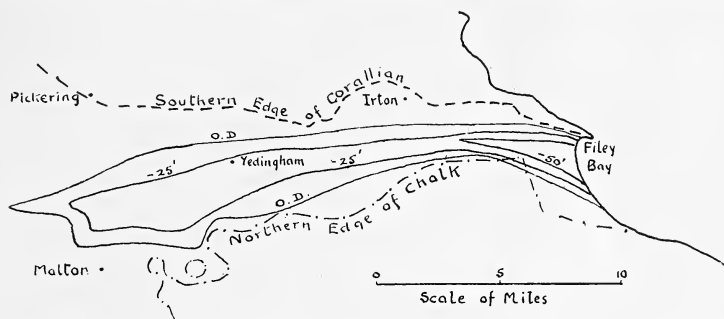 Pickering
Southern Edge of Corallian
Irton
O.D
Filey
Bay
-25'
Yedingham
-25'
-50'
O.D.
Northern Edge of Chalk
Malton
0 5 10
Scale of Miles